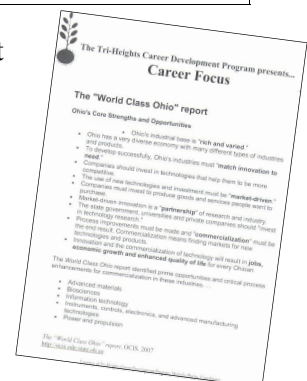 t
The Tri-Heights Career Development Program presents...
Career Focus
The "World Class Ohio" report
Ohio's Core Strengths and Opportunities
• Ohio's industrial base is "rich and varied."
• Ohio has a very diverse economy with many different types of industries
and products.
• To develop successfully, Ohio's industries must "match innovation to
need."
• Companies should invest in technologies that help them to be more
competitive.
• The use of new technologies and investment must be "market-driven."
• Companies must invest to produce goods and services people want to
purchase.
• Market-driven innovation is a "partnership" of research and industry.
• The state government, universities and private companies should "invest
in technology research."
• Process improvements must be made and "commercialization" must be
the end result. Commercialization means finding markets for new
technologies and products.
• Innovation and the commercialization of technology will result in jobs,
economic growth and enhanced quality of life for every Ohioan.
The World Class Ohio report identified prime opportunities and critical process
enhancements for commercialization in these industries. . .
• Advanced materials
• Biosciences
• Information technology
• Instruments, controls, electronics, and advanced manufacturing
technologies
• Power and propulsion
The "World Class Ohio" report, OCIS, 2007